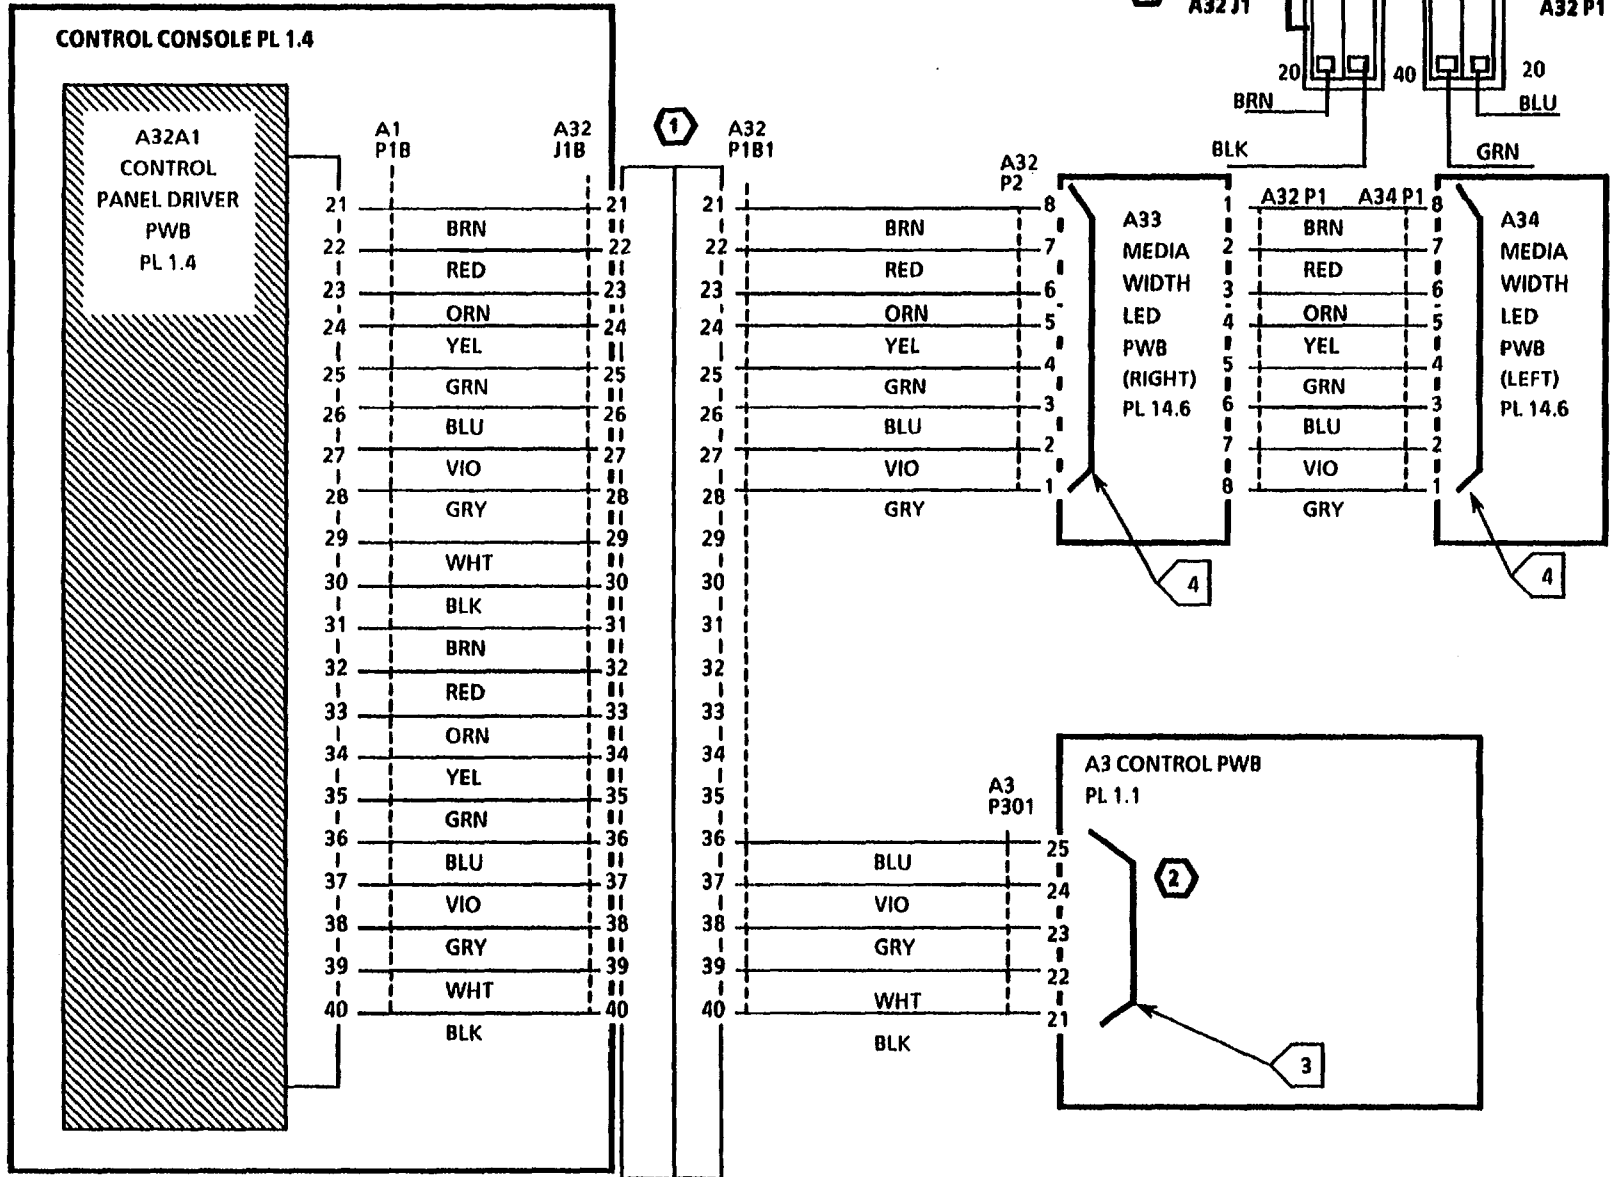 CONTROL CONSOLE PL 1.4
A32A1
CONTROL
PANEL DRIVER
PWB
PL 1.4
A1
P1B
A32
J1B
1
A32
P1B1
A32 J1
A32 P1
20
40
20
BRN
BLU
BLK
GRN
21
22
23
24
25
26
27
28
29
30
31
32
33
34
35
36
37
38
39
40
BRN
RED
ORN
YEL
GRN
BLU
VIO
GRY
WHT
BLK
BRN
RED
ORN
YEL
GRN
BLU
VIO
GRY
WHT
BLK
21
22
23
24
25
26
27
28
29
30
31
32
33
34
35
36
37
38
39
40
21
22
23
24
25
26
27
28
29
30
31
32
33
34
35
36
37
38
39
40
BRN
RED
ORN
YEL
GRN
BLU
VIO
GRY
A32
P2
8
7
6
5
4
3
2
1
A33
MEDIA
WIDTH
LED
PWB
(RIGHT)
PL 14.6
1
2
3
4
5
6
7
8
A32 P1
A34 P1
BRN
RED
ORN
YEL
GRN
BLU
VIO
GRY
8
7
6
5
4
3
2
1
A34
MEDIA
WIDTH
LED
PWB
(LEFT)
PL 14.6
4
4
BLU
VIO
GRY
WHT
BLK
A3
P301
25
24
23
22
21
A3 CONTROL PWB
PL 1.1
2
3